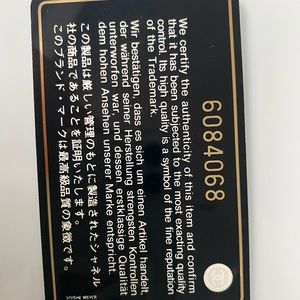 6084068
We certify the authenticity of this item and confirm
that it has been subjected to the most exacting quality
control. Its high quality is a symbol of the fine reputation
of the Trademark.
Wir bestätigen, dass es sich um einen Artikel handelt,
der während seiner Herstellung strengsten Kontrollen
unterworfen war, und dessen erstklassige Qualität
dem hohen Ansehen unserer Marke entspricht.
この製品は厳しい管理のもとに製造されたシャネル
社の商品であることを証明いたします。
このブランド・マークは最高級品質の象徴です。
SYSTEME BREVETE